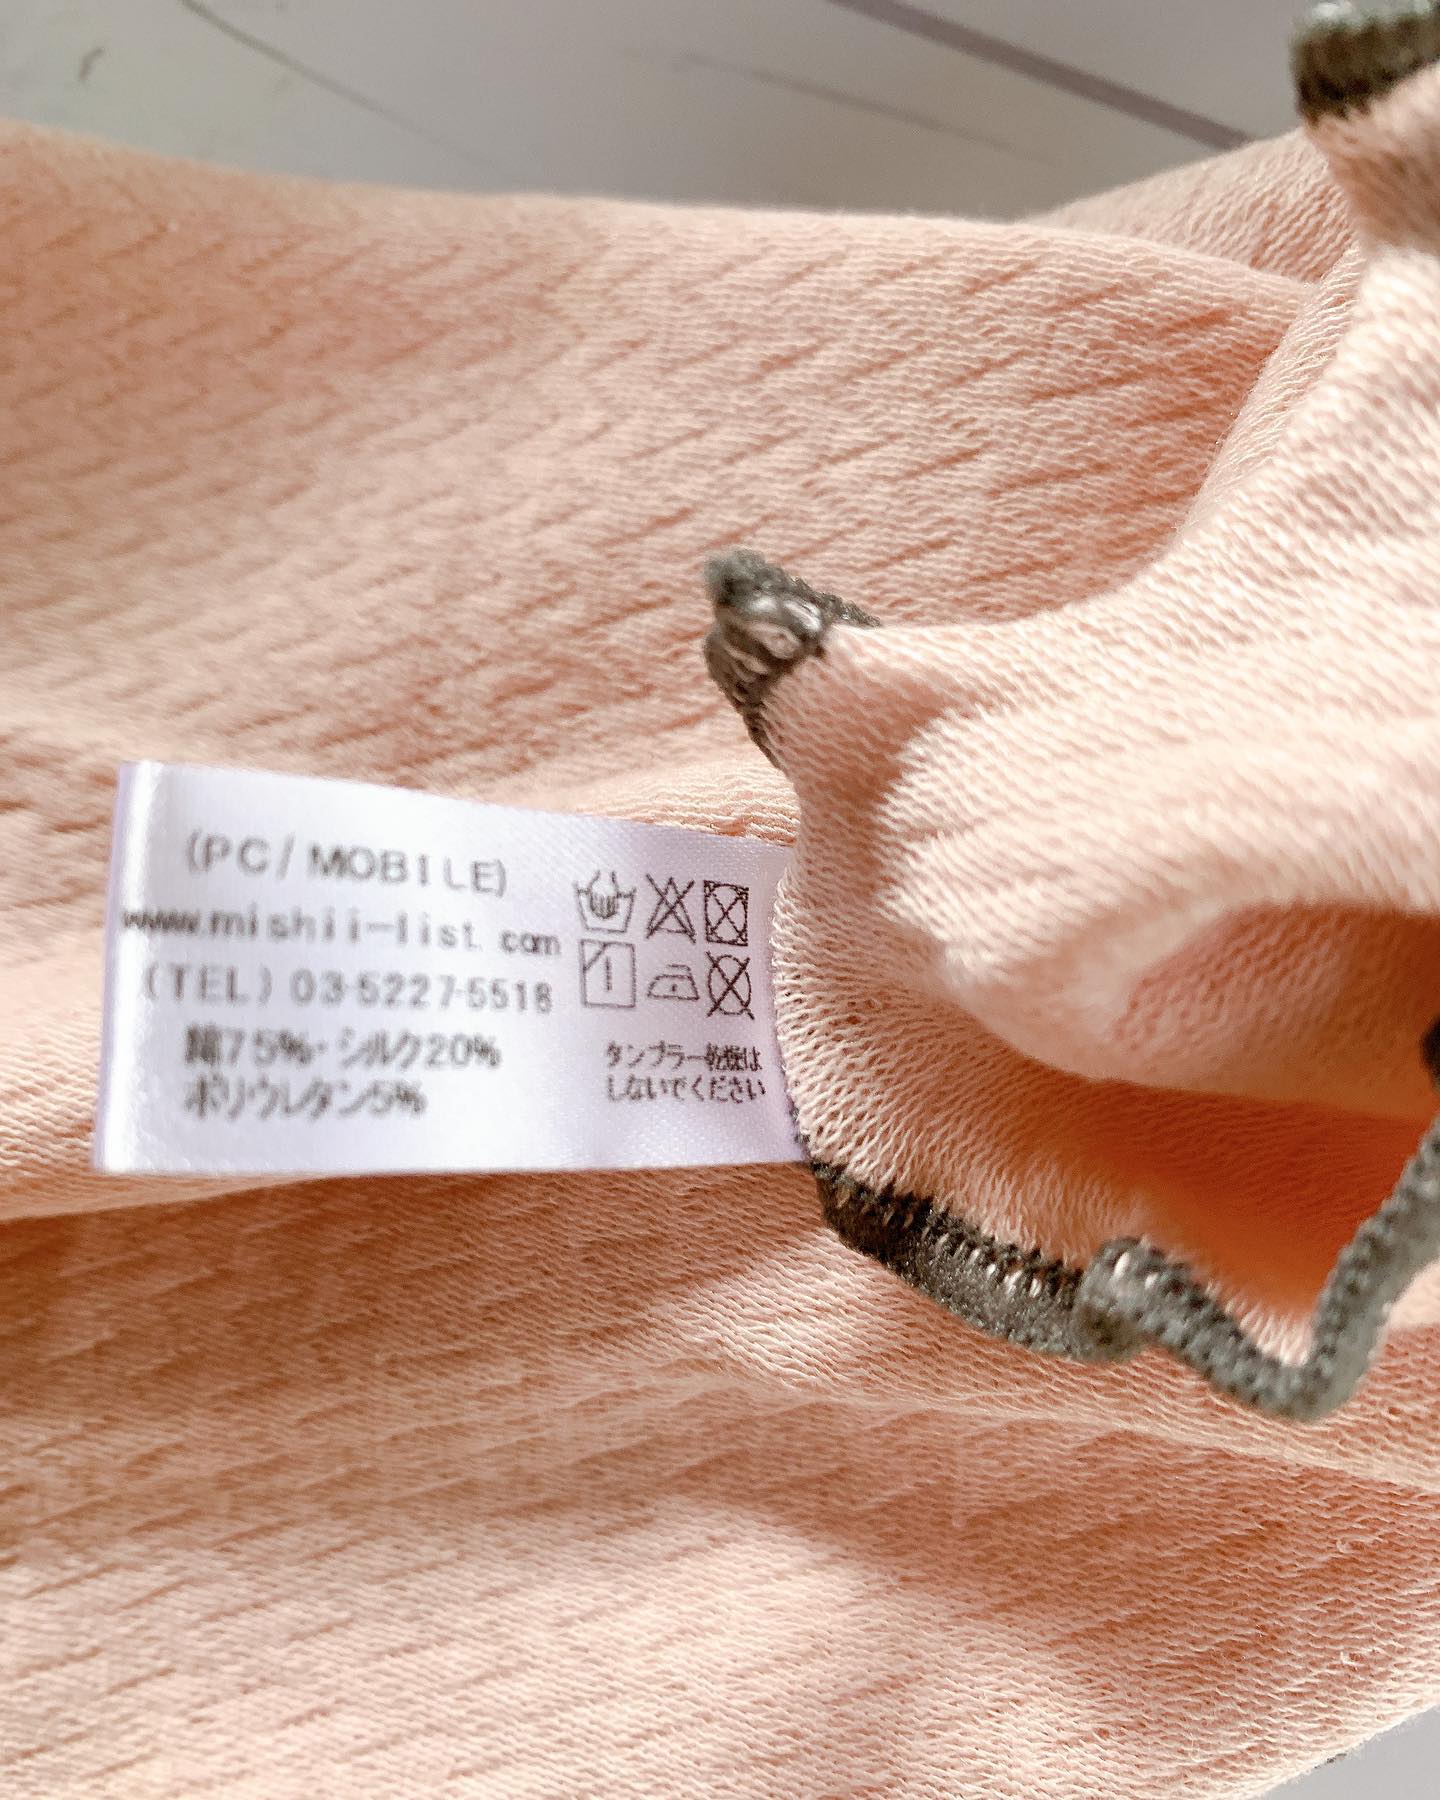 (PC/MOBILE)
www.mishii-list.com
(TEL) 03-5227-5518
綿75%・シルク20%
ポリウレタン5%
タンブラー乾燥は
しないでください